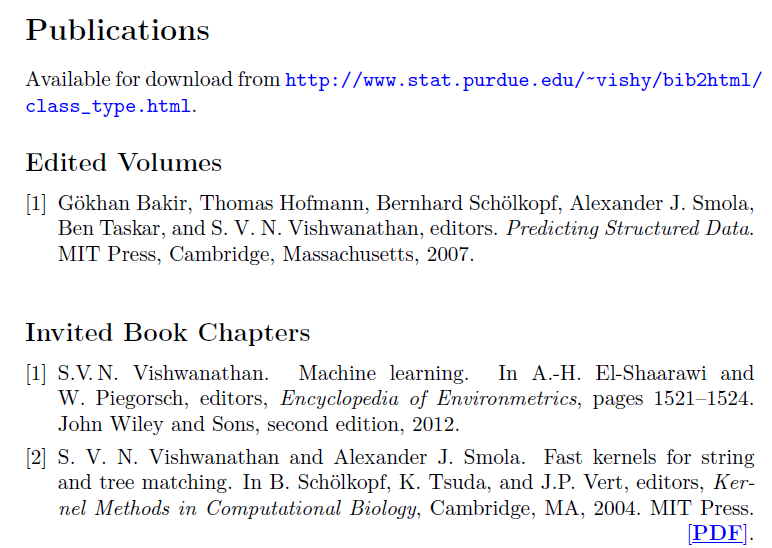 Publications
Available for download from http://www.stat.purdue.edu/~vishy/bib2html/
class_type.html.
Edited Volumes
[1] Gökhan Bakir, Thomas Hofmann, Bernhard Schölkopf, Alexander J. Smola,
Ben Taskar, and S. V. N. Vishwanathan, editors. Predicting Structured Data.
MIT Press, Cambridge, Massachusetts, 2007.
Invited Book Chapters
[1] S.V. N. Vishwanathan. Machine learning. In A.-H. El-Shaarawi and
W. Piegorsch, editors, Encyclopedia of Environmetrics, pages 1521–1524.
John Wiley and Sons, second edition, 2012.
[2] S. V. N. Vishwanathan and Alexander J. Smola. Fast kernels for string
and tree matching. In B. Schölkopf, K. Tsuda, and J.P. Vert, editors, Ker-
nel Methods in Computational Biology, Cambridge, MA, 2004. MIT Press.
[PDF].